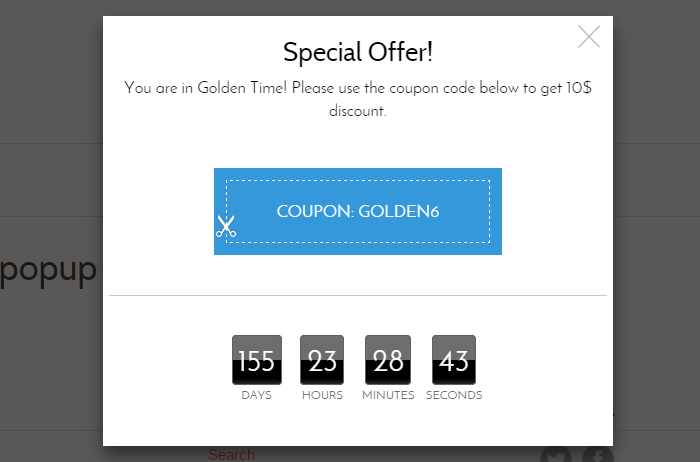 Special Offer!
You are in Golden Time! Please use the coupon code below to get 10$
discount.
COUPON: GOLDEN6
popup
155 23 28 43
DAYS HOURS MINUTES SECONDS
Search